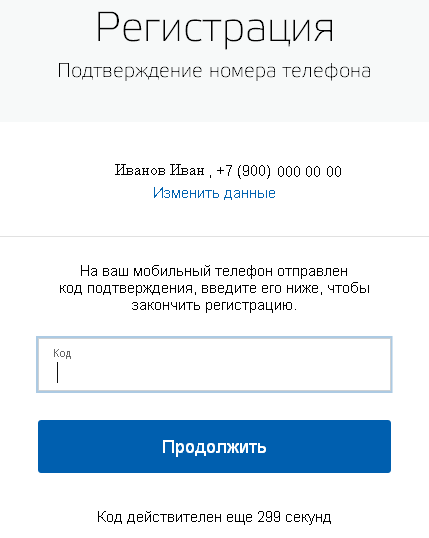 Регистрация
Подтверждение номера телефона
Иванов Иван , +7 (900) 000 00 00
Изменить данные
На ваш мобильный телефон отправлен
код подтверждения, введите его ниже, чтобы
закончить регистрацию.
Код
Продолжить
Код действителен еще 299 секунд